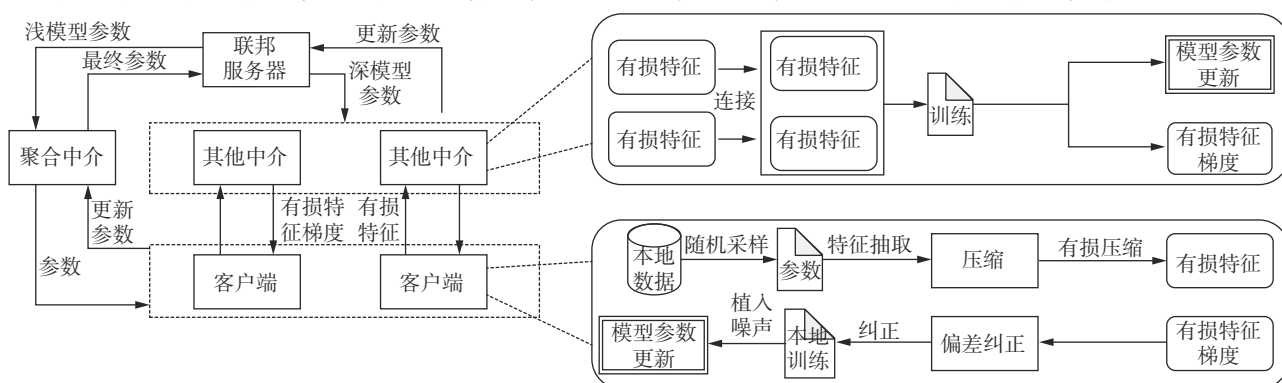 浅模型参数
最终参数
联邦
服务器
更新参数
深模型
参数
聚合中介
其他中介
其他中介
更新
参数
有损特
征梯度
有损
特征
参数
客户端
客户端
有损特征
有损特征
连接
有损特征
有损特征
训练
模型参数
更新
有损特征
梯度
本地
数据
随机采样
参数
特征抽取
压缩
有损压缩
有损特征
模型参数
更新
植入
噪声
本地
训练
纠正
偏差纠正
有损特征
梯度